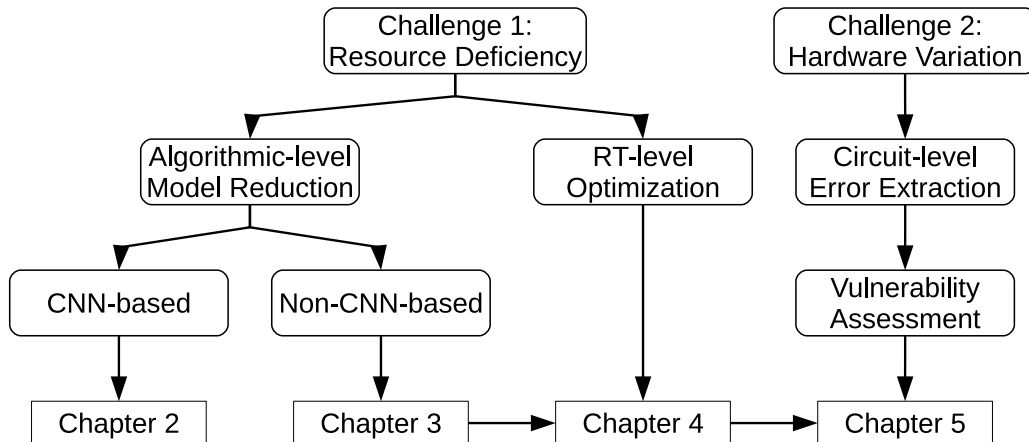 Challenge 1:
Resource Deficiency
Challenge 2:
Hardware Variation
Algorithmic-level
Model Reduction
RT-level
Optimization
Circuit-level
Error Extraction
CNN-based
Non-CNN-based
Vulnerability
Assessment
Chapter 2
Chapter 3
Chapter 4
Chapter 5